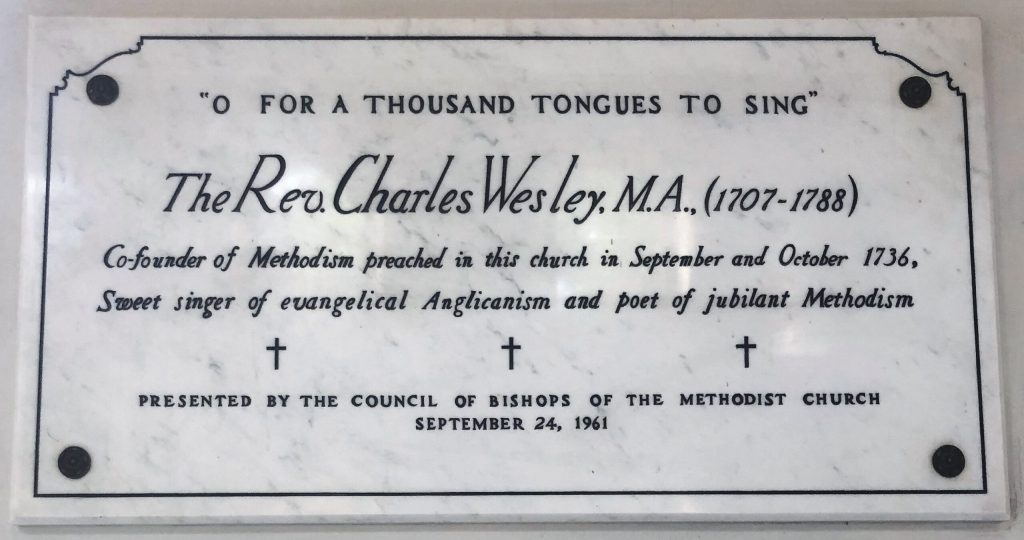 "O FOR A THOUSAND TONGUES TO SING"
The Rev. Charles Wesley, M.A., (1707-1788)
Co-founder of Methodism preached in this church in September and October 1736,
Sweet singer of evangelical Anglicanism and poet of jubilant Methodism
PRESENTED BY THE COUNCIL OF BISHOPS OF THE METHODIST CHURCH
SEPTEMBER 24, 1961